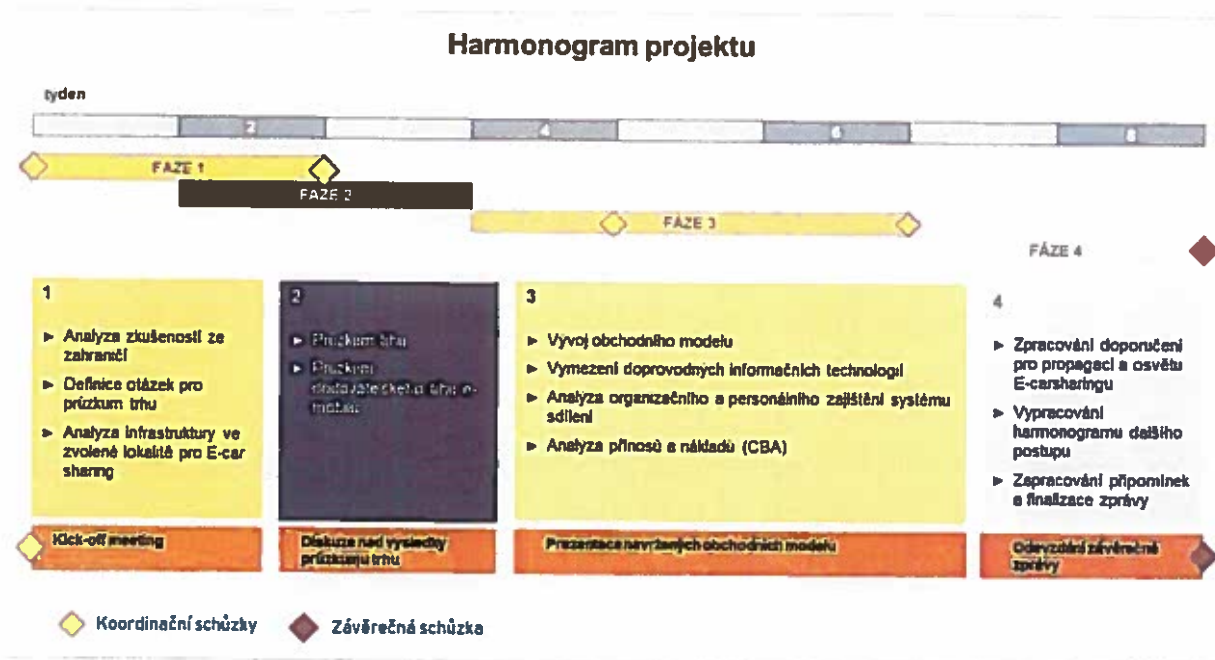 Harmonogram projektu
tyden
2 4 6 8
FÁZE 1
FÁZE 2
FÁZE 3
FÁZE 4
1
► Analýza zkušeností ze
zahraničí
► Definice otázek pro
průzkum trhu
► Analýza infrastruktury ve
zvolené lokalitě pro E-car
sharing
2
► Průzkum trhu
► Průzkum
dodavatelského trhu
3
► Vývoj obchodního modelu
► Vymezení doprovodných informačních technologií
► Analýza organizačního a personálního zajištění systému
sdílení
► Analýza přínosů a nákladů (CBA)
4
► Zpracování doporučení
pro propagaci a osvětu
E-carsharingu
► Vypracování
harmonogramu dalšího
postupu
► Zapracování připomínek
a finalizace zprávy
Kick-off meeting
Diskuze nad výsledky
průzkumu trhu
Prezentace navržených obchodních modelů
Odevzdání závěrečné
zprávy
Koordinační schůzky
Závěrečná schůzka